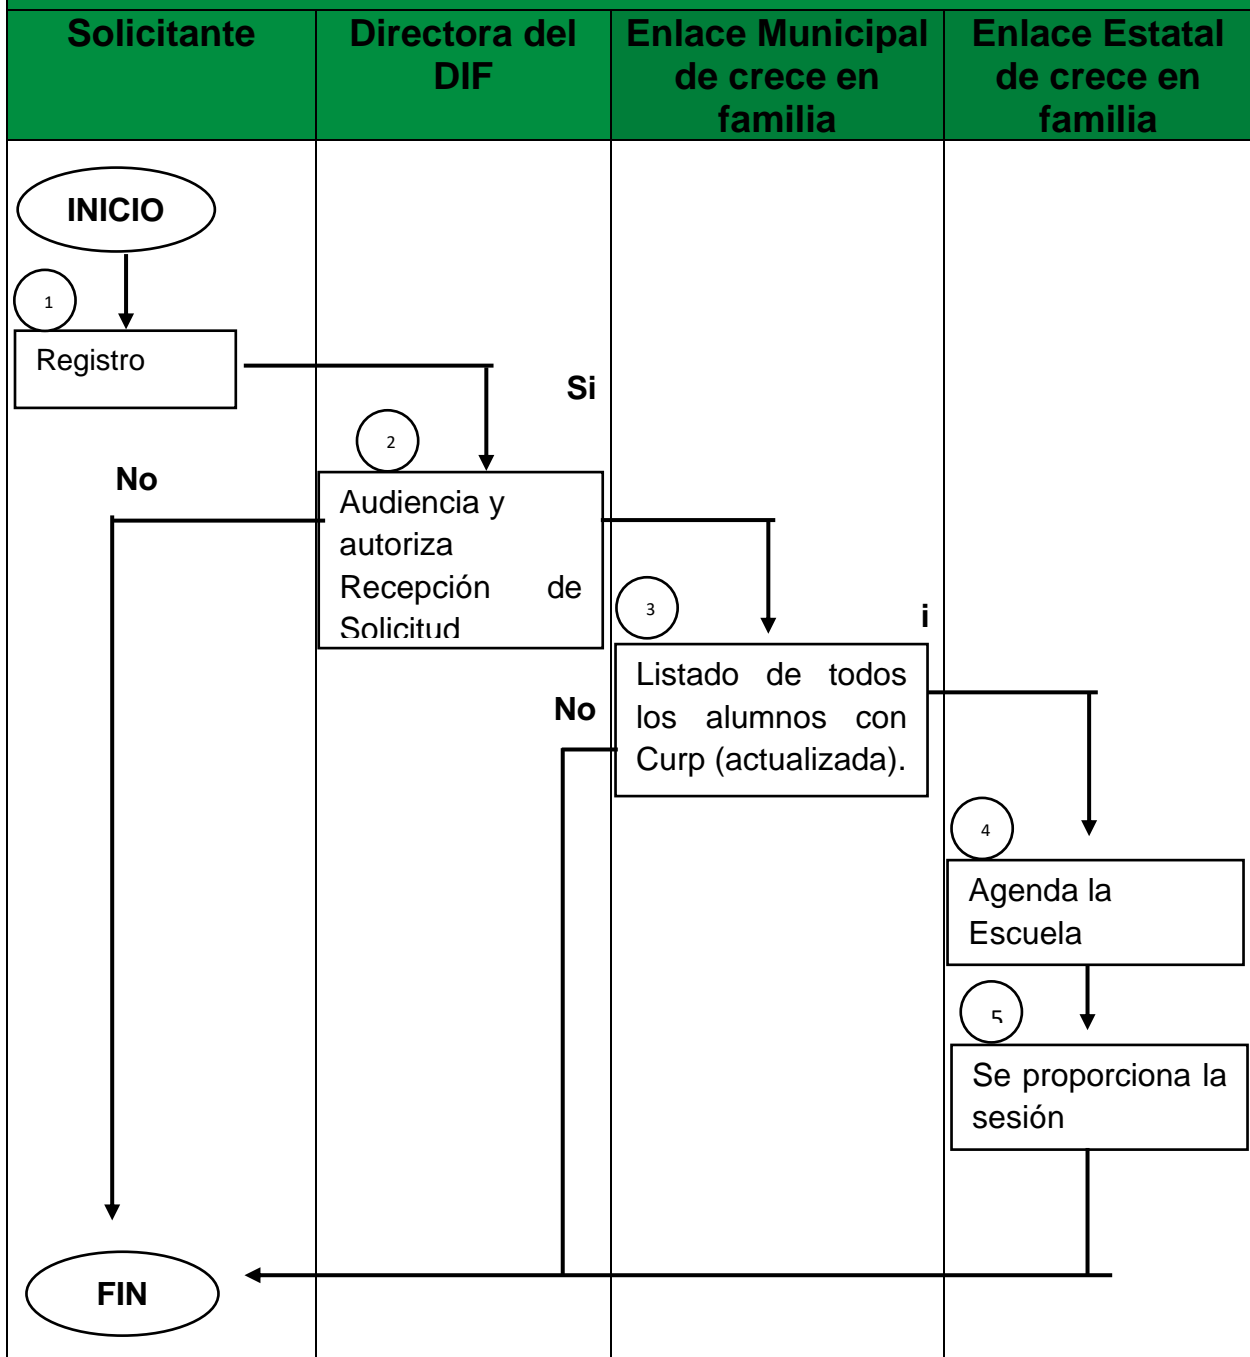 Solicitante
Directora del
DIF
Enlace Municipal
de crece en
familia
Enlace Estatal
de crece en
familia
INICIO
1
Registro
Si
2
No
Audiencia y
autoriza
Recepción de
Solicitud
3
i
Listado de todos
los alumnos con
Curp (actualizada).
No
4
Agenda la
Escuela
5
Se proporciona la
sesión
FIN